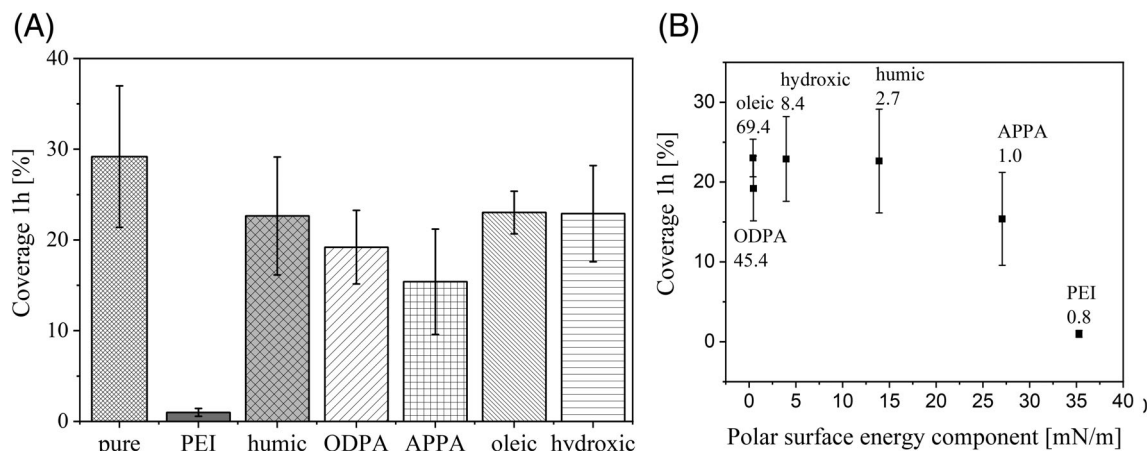 (A)
40
30
20
10
0
Coverage 1h [%]
pure PEI humic ODPA APPA oleic hydroxic
(B)
30
20
10
0
Coverage 1h [%]
oleic
69.4
hydroxic
8.4
humic
2.7
APPA
1.0
ODPA
45.4
PEI
0.8
0 5 10 15 20 25 30 35 40
Polar surface energy component [mN/m]